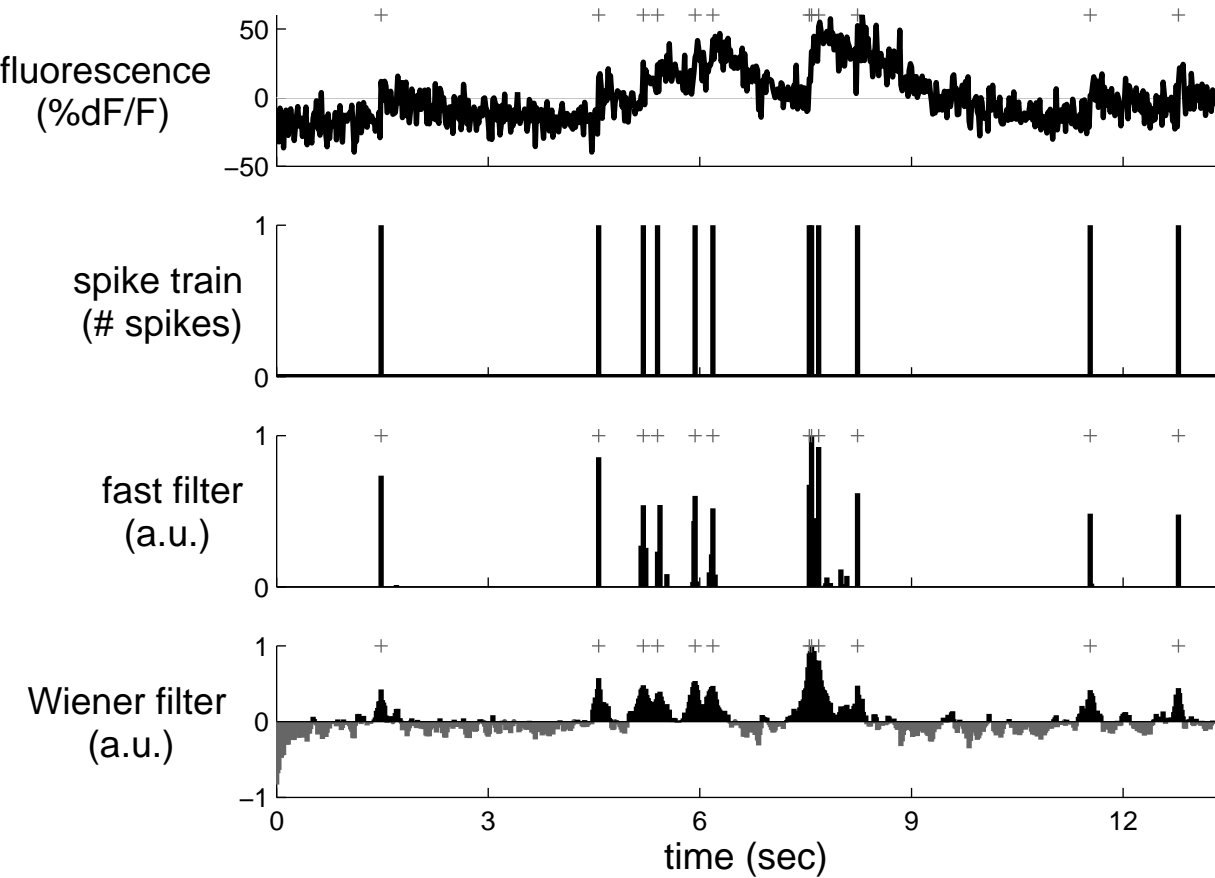 50
fluorescence
(%dF/F)
0
−50
1
spike train
(# spikes)
0
1
fast filter
(a.u.)
0
1
Wiener filter
(a.u.)
0
−1
0 3 6 9 12
time (sec)